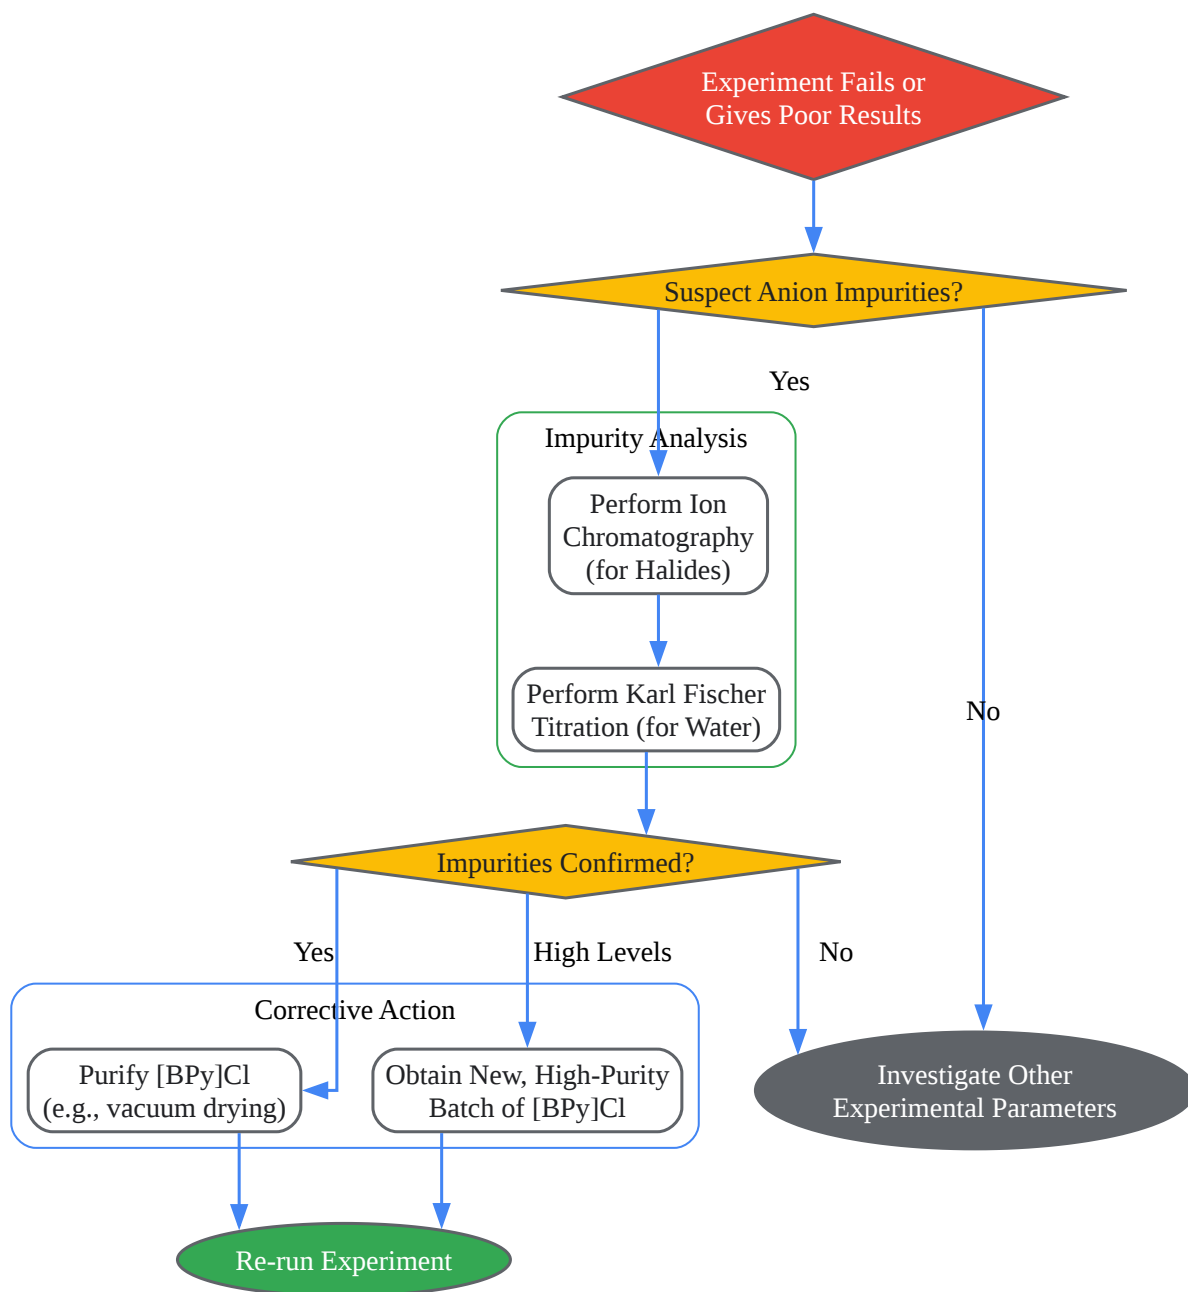 Experiment Fails or
Gives Poor Results
Suspect Anion Impurities?
Yes
Impurity Analysis
Perform Ion
Chromatography
(for Halides)
Perform Karl Fischer
Titration (for Water)
No
Impurities Confirmed?
Yes
High Levels
No
Corrective Action
Purify [BPy]Cl
(e.g., vacuum drying)
Obtain New, High-Purity
Batch of [BPy]Cl
Investigate Other
Experimental Parameters
Re-run Experiment